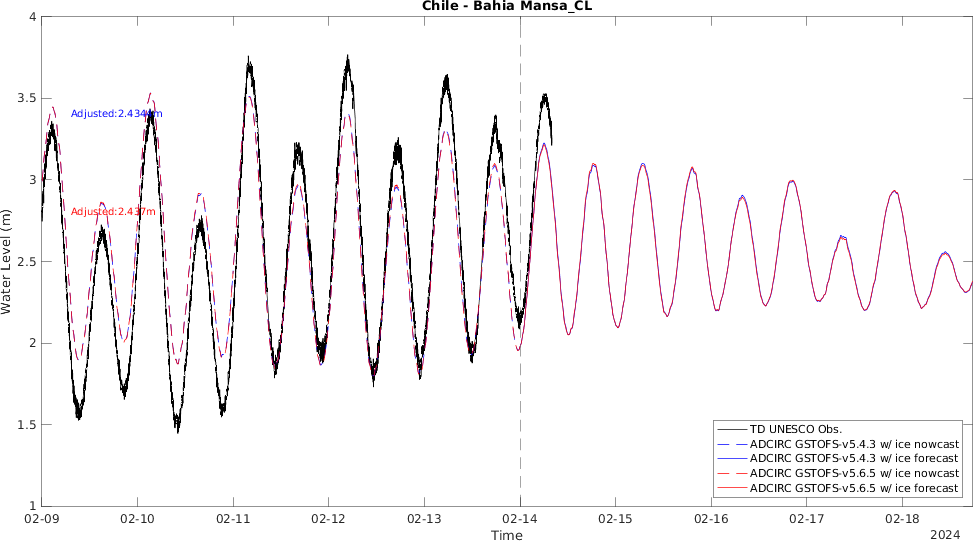 Chile - Bahia Mansa_CL
4
3.5
3
2.5
2
1.5
1
Water Level (m)
Adjusted:2.434m
Adjusted:2.437m
TD UNESCO Obs.
ADCIRC GSTOFS-v5.4.3 w/ ice nowcast
ADCIRC GSTOFS-v5.4.3 w/ ice forecast
ADCIRC GSTOFS-v5.6.5 w/ ice nowcast
ADCIRC GSTOFS-v5.6.5 w/ ice forecast
02-09 02-10 02-11 02-12 02-13 02-14 02-15 02-16 02-17 02-18
Time
2024